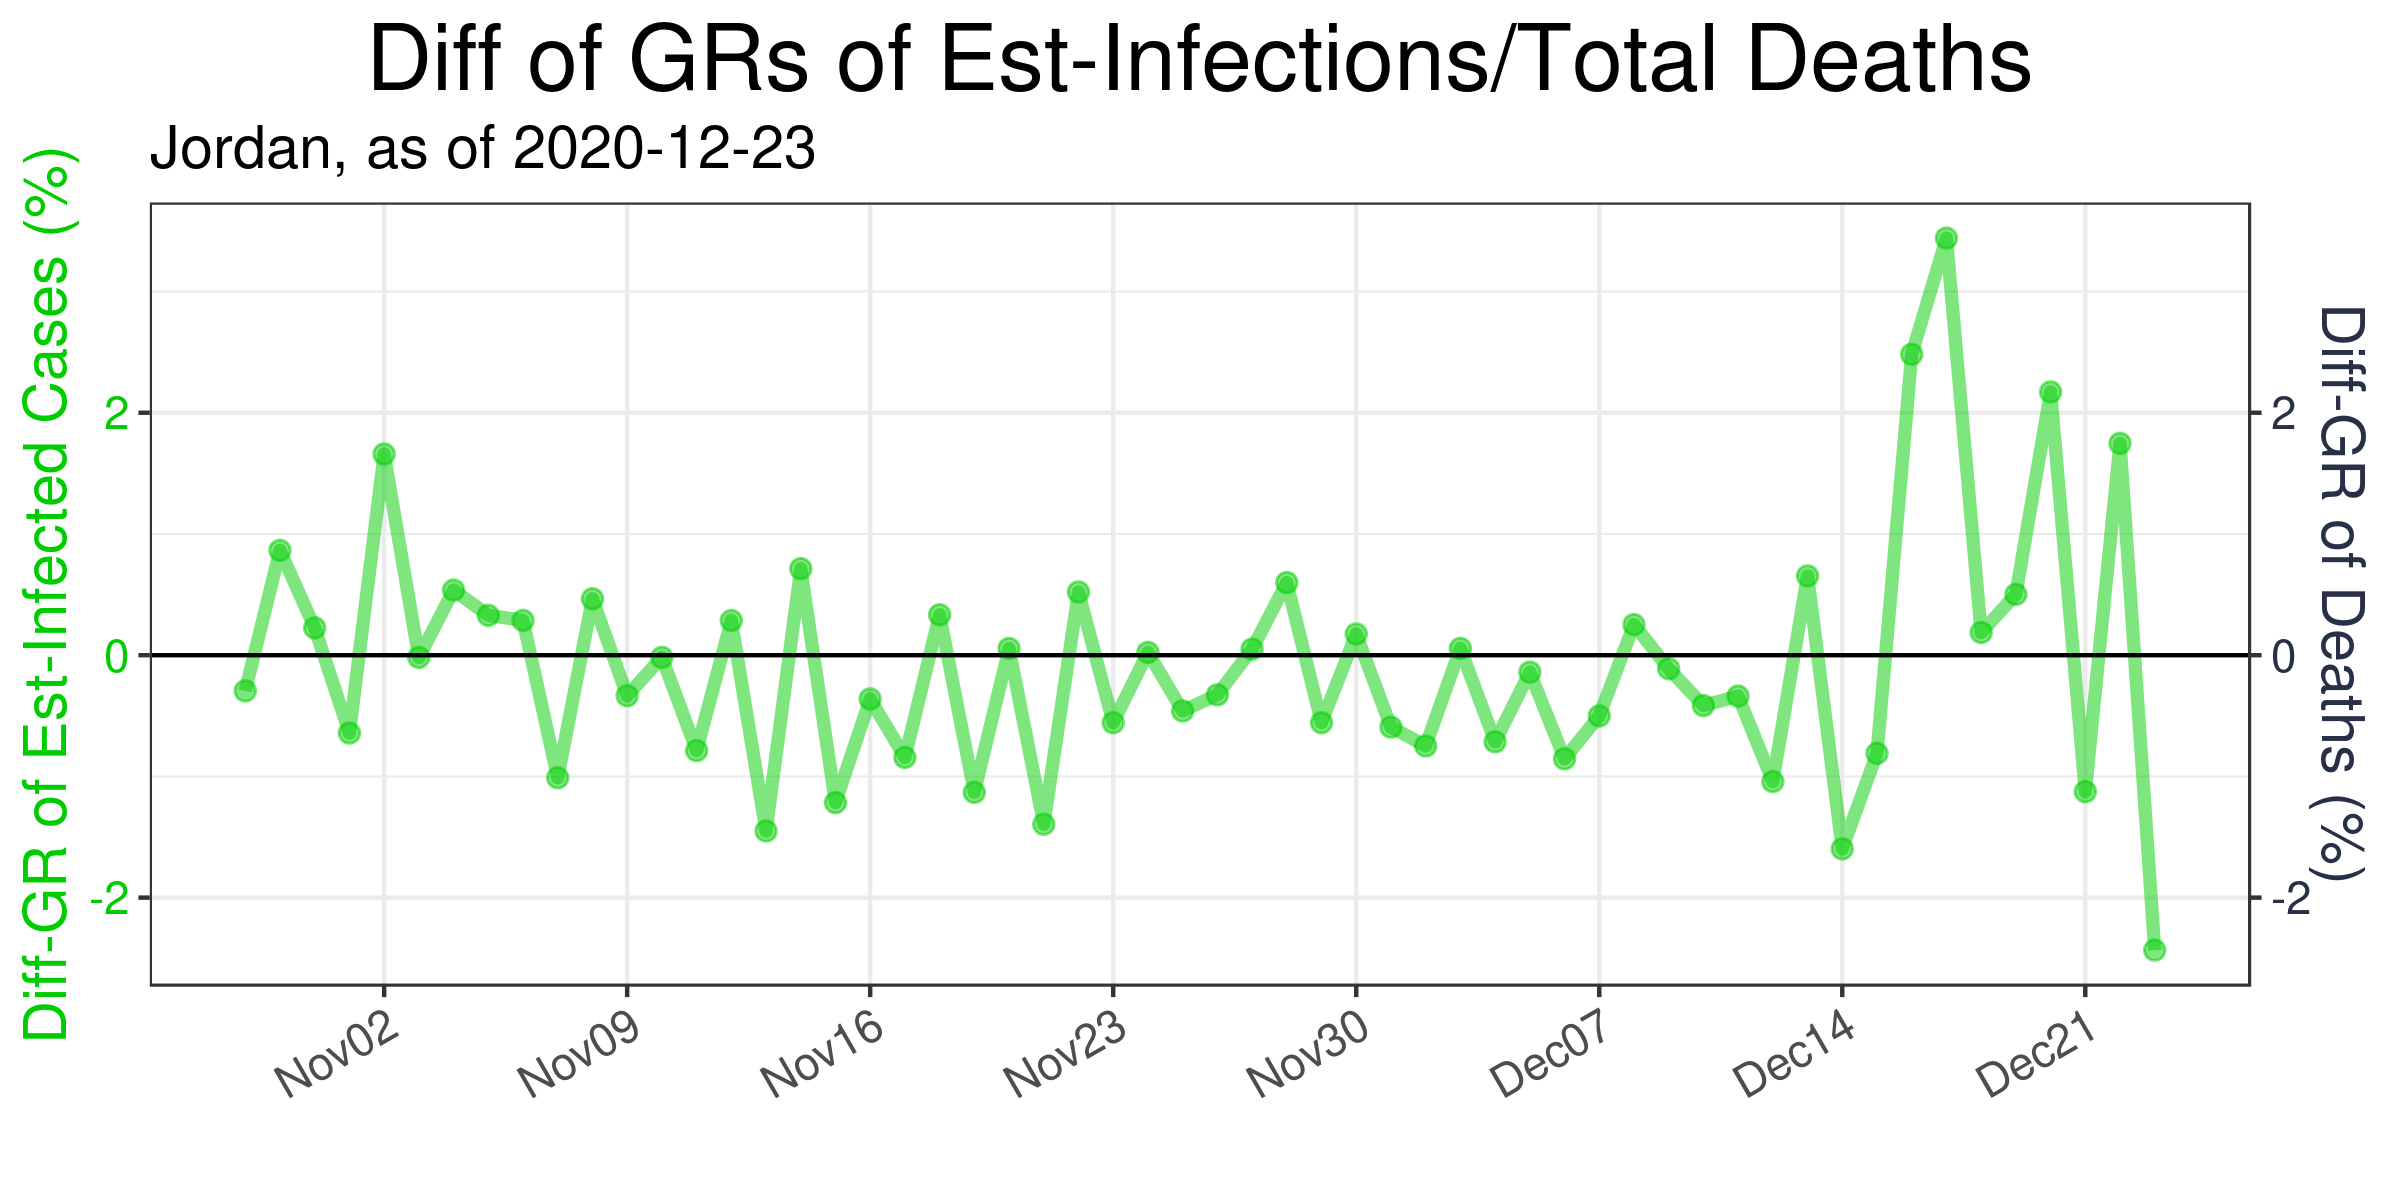 Diff of GRs of Est-Infections/Total Deaths
Jordan, as of 2020-12-23
Diff-GR of Est-Infected Cases (%)
2
0
-2
2
0
-2
Diff-GR of Deaths (%)
Nov02
Nov09
Nov16
Nov23
Nov30
Dec07
Dec14
Dec21